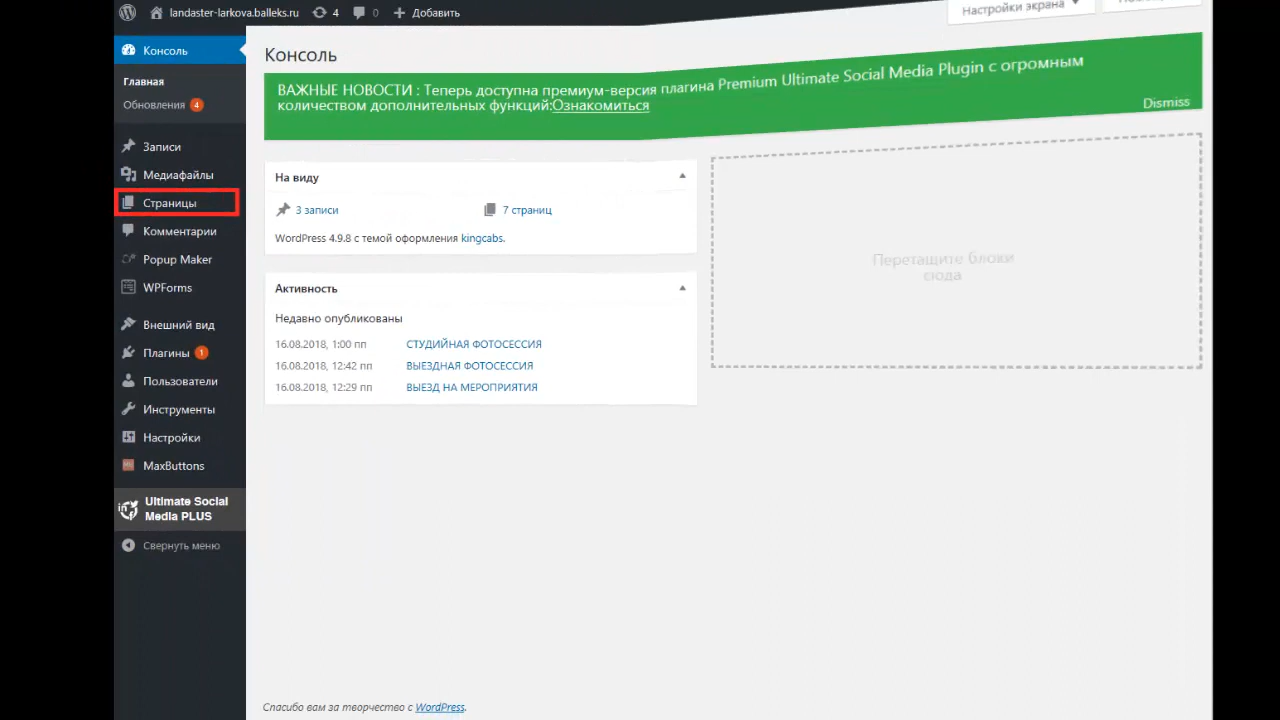 landaster-larkova.balleks.ru 4 0 Добавить
Настройки экрана
Консоль
Главная
Обновления 4
Записи
Медиафайлы
Страницы
Комментарии
Popup Maker
WPForms
Внешний вид
Плагины 1
Пользователи
Инструменты
Настройки
MaxButtons
Ultimate Social
Media PLUS
Свернуть меню
Консоль
ВАЖНЫЕ НОВОСТИ : Теперь доступна премиум-версия плагина Premium Ultimate Social Media Plugin с огромным
количеством дополнительных функций:Ознакомиться
Dismiss
На виду
3 записи 7 страниц
WordPress 4.9.8 с темой оформления kingcabs.
Активность
Недавно опубликованы
16.08.2018, 1:00 пп СТУДИЙНАЯ ФОТОСЕССИЯ
16.08.2018, 12:42 пп ВЫЕЗДНАЯ ФОТОСЕССИЯ
16.08.2018, 12:29 пп ВЫЕЗД НА МЕРОПРИЯТИЯ
Перетащите блоки
сюда
Спасибо вам за творчество с WordPress.